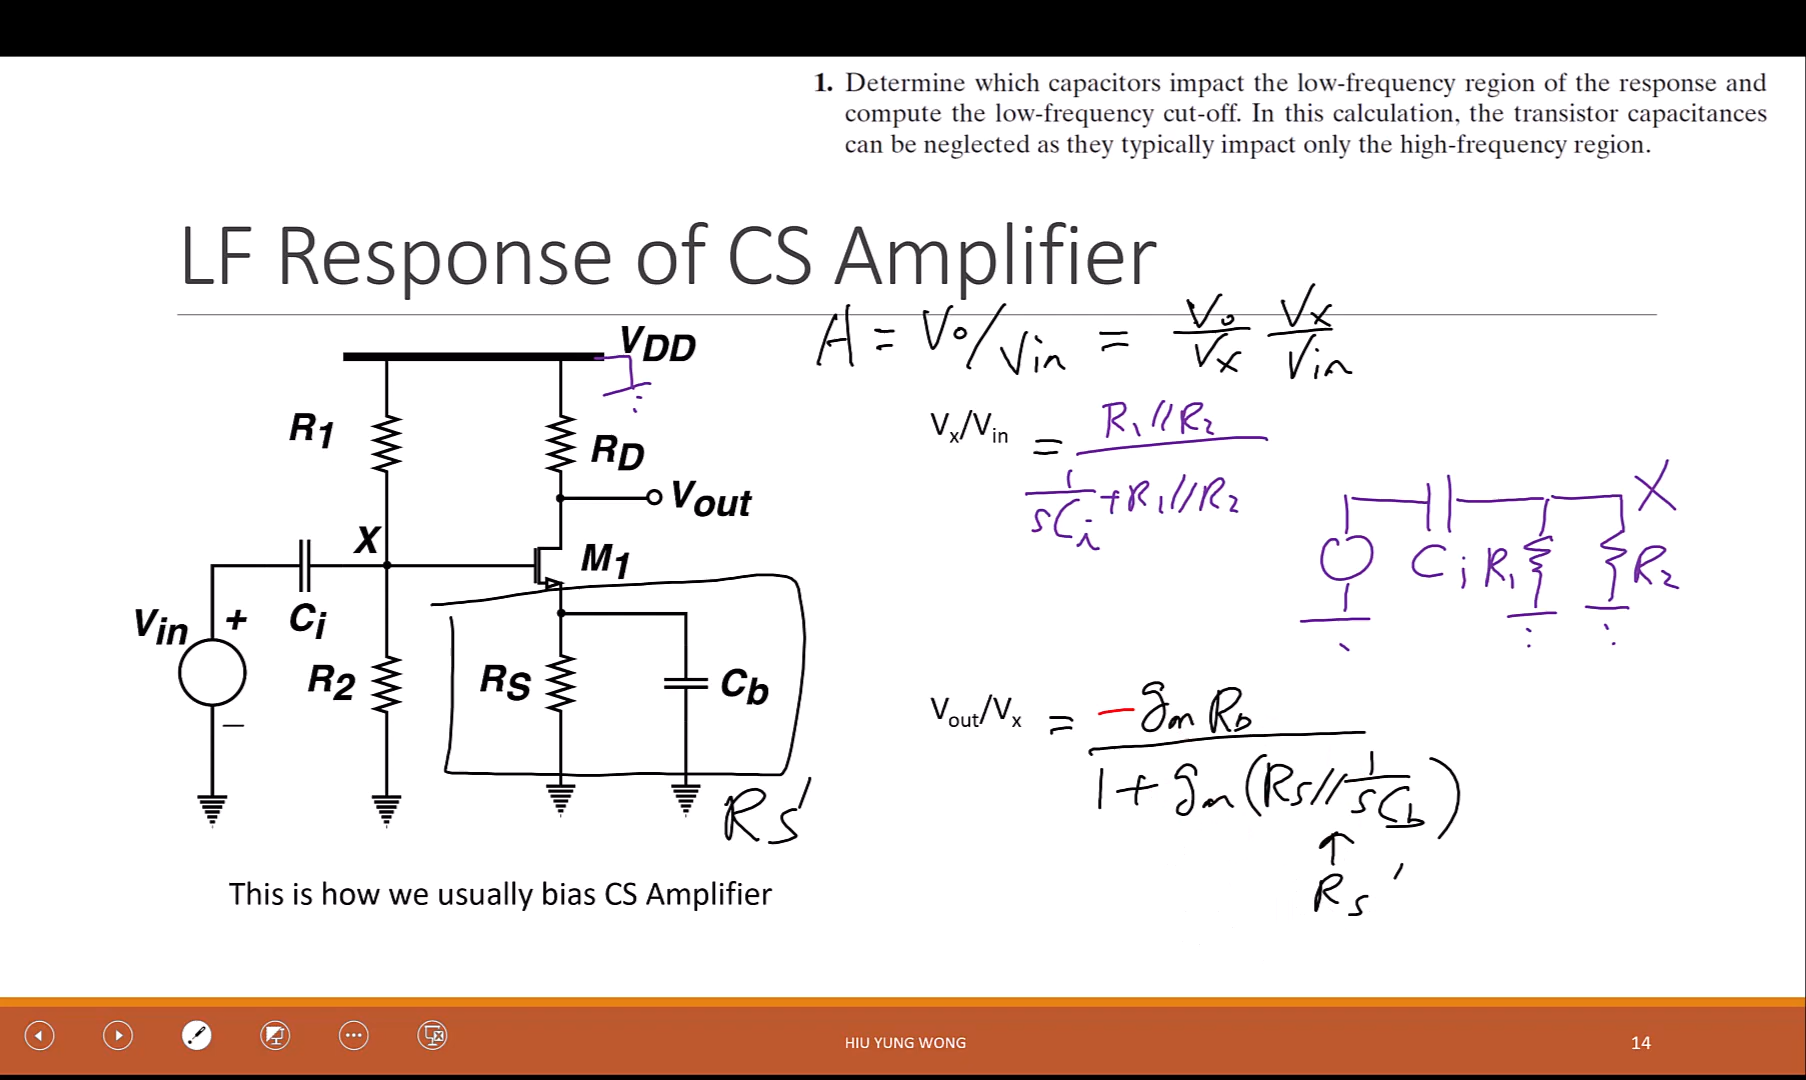 1. Determine which capacitors impact the low-frequency region of the response and
compute the low-frequency cut-off. In this calculation, the transistor capacitances
can be neglected as they typically impact only the high-frequency region.
LF Response of CS Amplifier
A = Vo/Vin = Vo/Vx Vx/Vin
VDD
R1
RD
Vout
X
M1
Vin
+
Ci
–
R2
RS
Cb
RS'
This is how we usually bias CS Amplifier
Vx/Vin = R1//R2
1/sCi + R1//R2
X
Ci R1 R2
Vout/Vx = -gm RD
1 + gm (RS // 1/sCb)
↑
RS'
HIU YUNG WONG
14